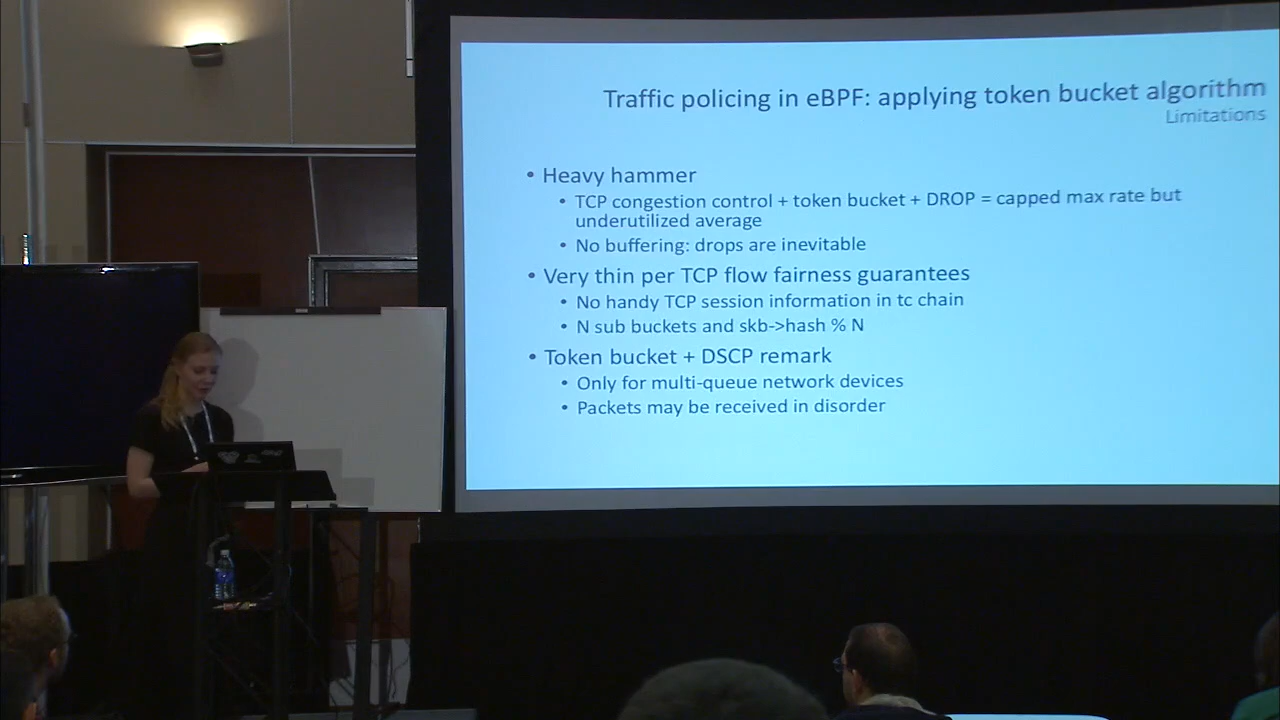 Traffic policing in eBPF: applying token bucket algorithm
Limitations
• Heavy hammer
• TCP congestion control + token bucket + DROP = capped max rate but
underutilized average
• No buffering: drops are inevitable
• Very thin per TCP flow fairness guarantees
• No handy TCP session information in tc chain
• N sub buckets and skb->hash % N
• Token bucket + DSCP remark
• Only for multi-queue network devices
• Packets may be received in disorder